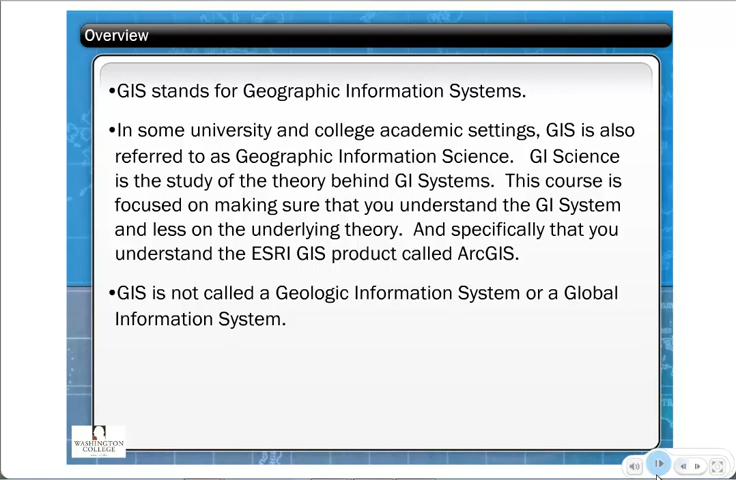 Overview
•GIS stands for Geographic Information Systems.
•In some university and college academic settings, GIS is also
referred to as Geographic Information Science. GI Science
is the study of the theory behind GI Systems. This course is
focused on making sure that you understand the GI System
and less on the underlying theory. And specifically that you
understand the ESRI GIS product called ArcGIS.
•GIS is not called a Geologic Information System or a Global
Information System.
WASHINGTON
COLLEGE